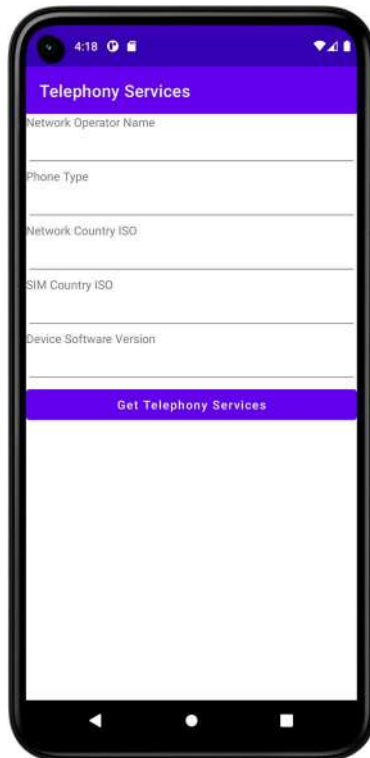 4:18
Telephony Services
Network Operator Name
Phone Type
Network Country ISO
SIM Country ISO
Device Software Version
Get Telephony Services